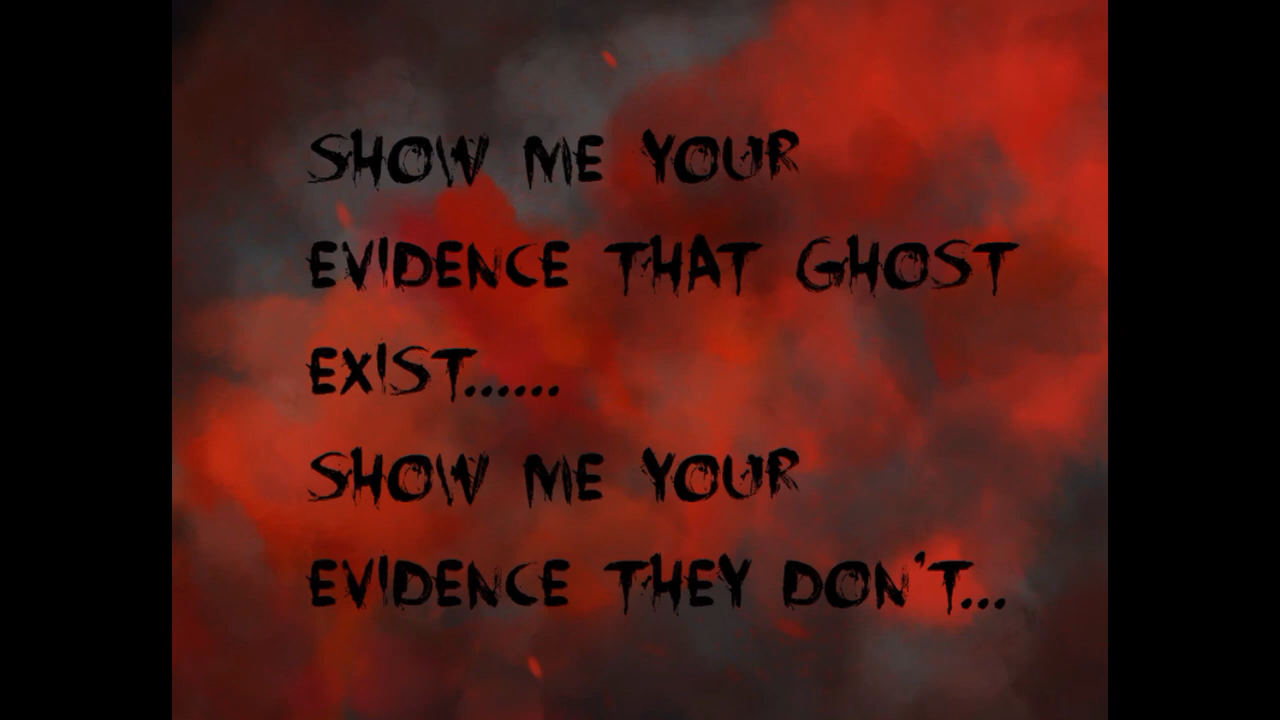 SHOW ME YOUR
EVIDENCE THAT GHOST
EXIST......
SHOW ME YOUR
EVIDENCE THEY DON'T...